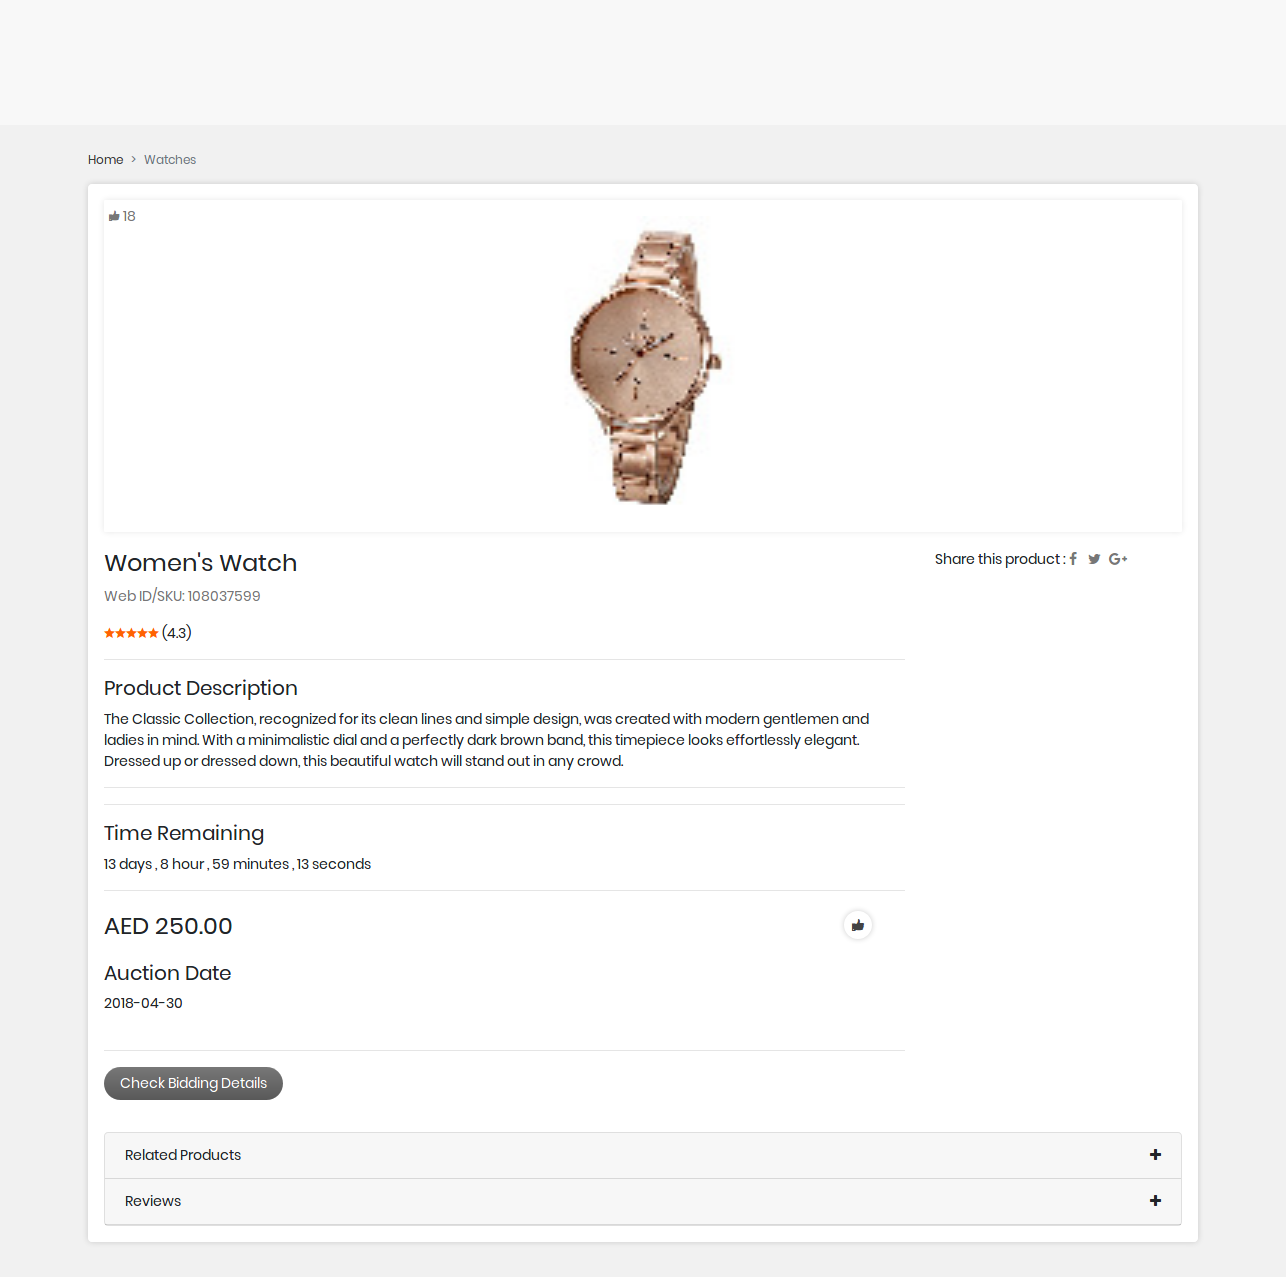 Home > Watches
18
Women's Watch
Share this product :
Web ID/SKU: 108037599
(4.3)
Product Description
The Classic Collection, recognized for its clean lines and simple design, was created with modern gentlemen and
ladies in mind. With a minimalistic dial and a perfectly dark brown band, this timepiece looks effortlessly elegant.
Dressed up or dressed down, this beautiful watch will stand out in any crowd.
Time Remaining
13 days , 8 hour , 59 minutes , 13 seconds
AED 250.00
Auction Date
2018-04-30
Check Bidding Details
Related Products
Reviews